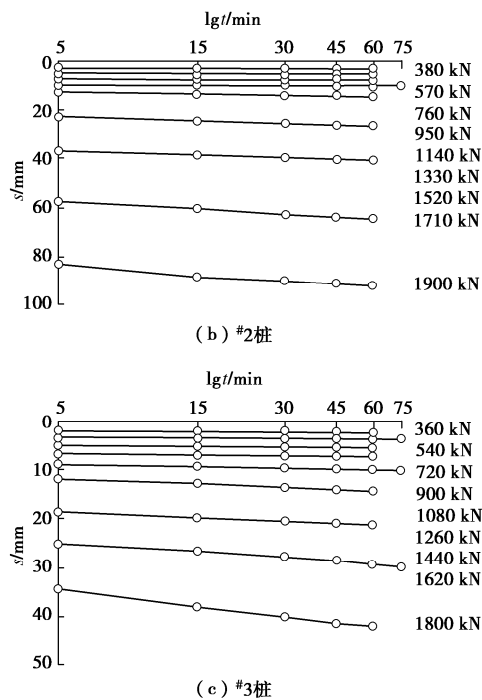 lgt/min
5 15 30 45 60 75
0
20
40
60
80
100
s/mm
380 kN
570 kN
760 kN
950 kN
1140 kN
1330 kN
1520 kN
1710 kN
1900 kN
（b）#2桩
lgt/min
5 15 30 45 60 75
0
10
20
30
40
50
s/mm
360 kN
540 kN
720 kN
900 kN
1080 kN
1260 kN
1440 kN
1620 kN
1800 kN
（c）#3桩